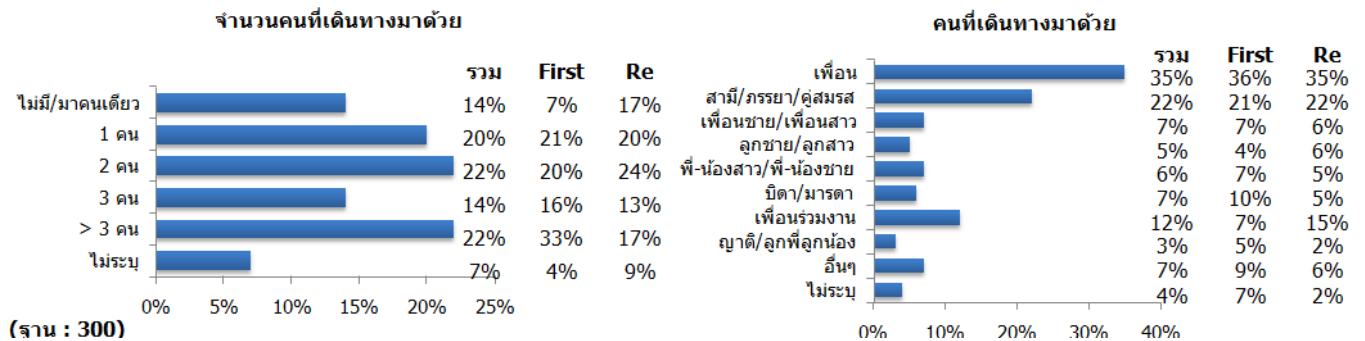 จำนวนคนที่เดินทางมาด้วย
รวม First Re
ไม่มี/มาคนเดียว 14% 7% 17%
1 คน 20% 21% 20%
2 คน 22% 20% 24%
3 คน 14% 16% 13%
> 3 คน 22% 33% 17%
ไม่ระบุ 7% 4% 9%
0% 5% 10% 15% 20% 25%
(ฐาน : 300)
คนที่เดินทางมาด้วย
รวม First Re
เพื่อน 35% 36% 35%
สามี/ภรรยา/คู่สมรส 22% 21% 22%
เพื่อนชาย/เพื่อนสาว 7% 7% 6%
ลูกชาย/ลูกสาว 5% 4% 6%
พี่-น้องสาว/พี่-น้องชาย 6% 7% 5%
บิดา/มารดา 7% 10% 5%
เพื่อนร่วมงาน 12% 7% 15%
ญาติ/ลูกพี่ลูกน้อง 3% 5% 2%
อื่นๆ 7% 9% 6%
ไม่ระบุ 4% 7% 2%
0% 10% 20% 30% 40%